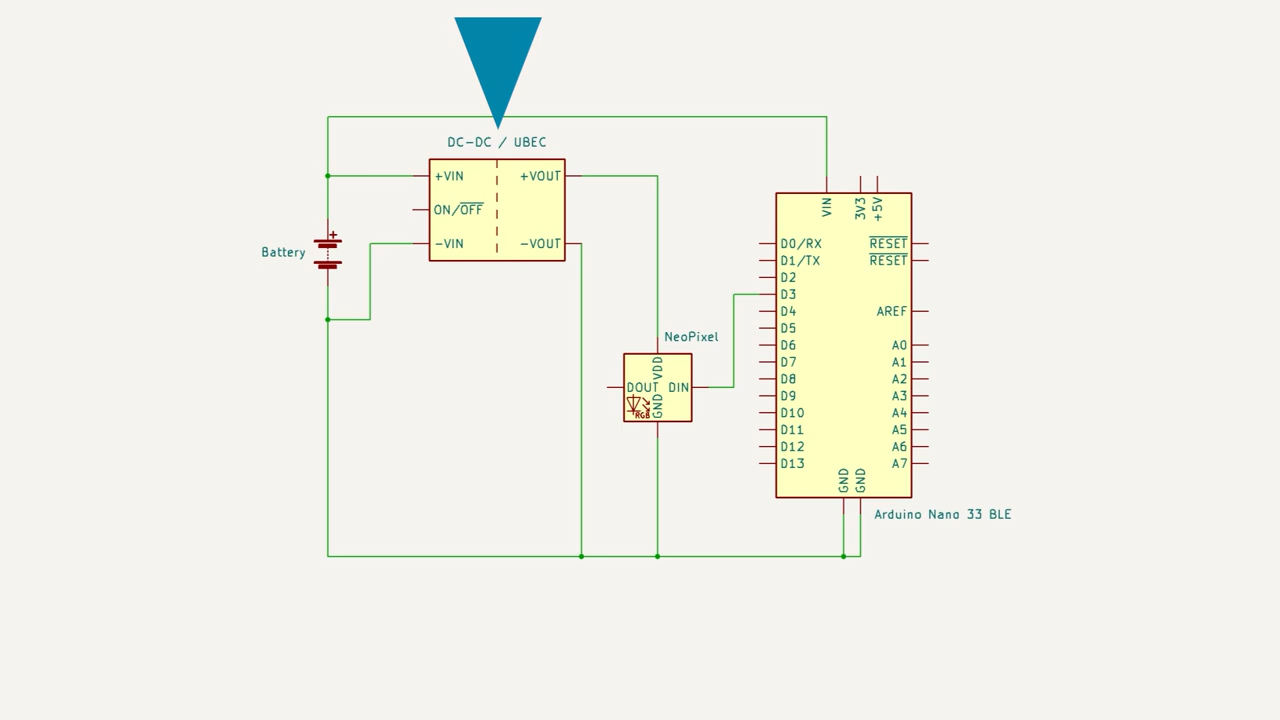 DC-DC / UBEC
+VIN
+VOUT
ON/OFF
-VIN
-VOUT
Battery
+
NeoPixel
VDD
DOUT
DIN
GND
RGB
VIN
3V3
+5V
D0/RX
RESET
D1/TX
RESET
D2
D3
D4
AREF
D5
D6
A0
D7
A1
D8
A2
D9
A3
D10
A4
D11
A5
D12
A6
D13
A7
GND
GND
Arduino Nano 33 BLE